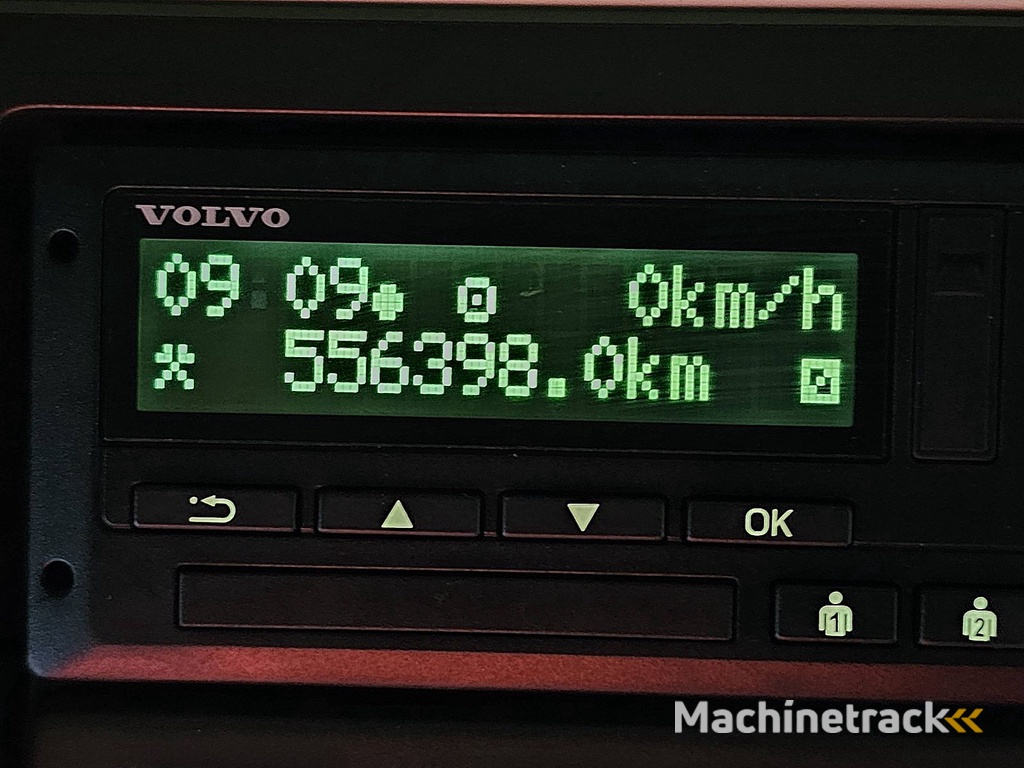 VOLVO
09:09 0km/h
556398.0km
OK
1 2
Machinetrack